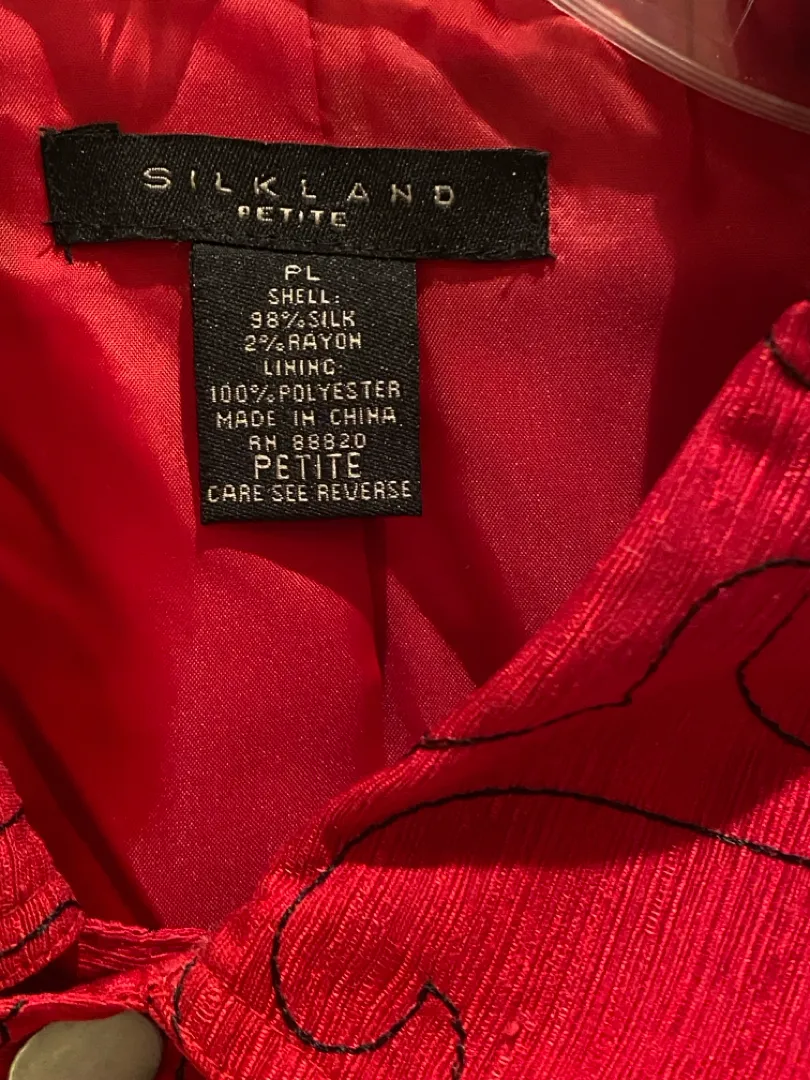 SILKLAND
PETITE
PL
SHELL:
98% SILK
2% RAYON
LINING:
100% POLYESTER
MADE IN CHINA
RN 88820
PETITE
CARE SEE REVERSE